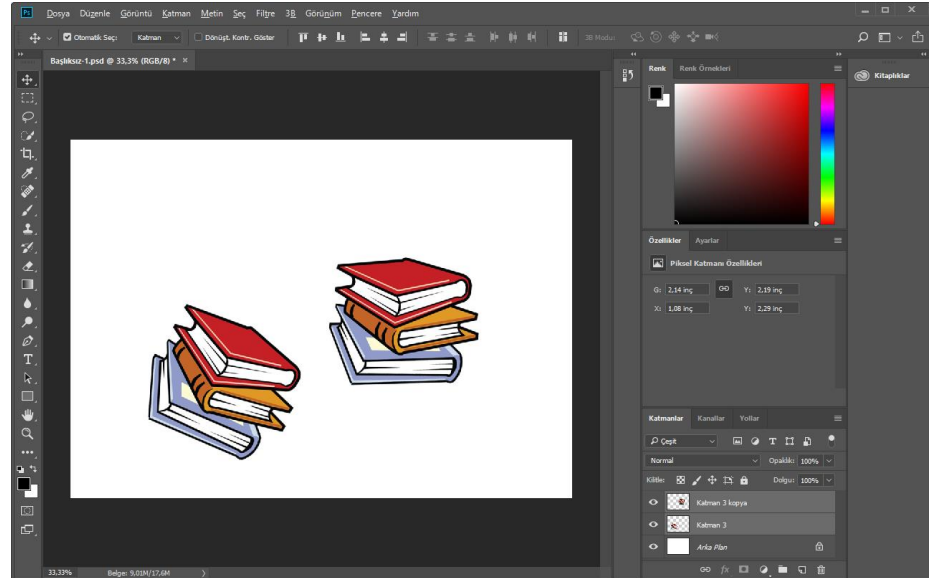 Ps Dosya Düzenle Görüntü Katman Metin Seç Filtre 3B Görünüm Pencere Yardım
Otomatik Seç: Katman Dönüşt. Kontr. Göster 3B Modu:
Başlıksız-1.psd @ 33,3% (RGB/8) * ×
Renk Renk Örnekleri
Kitaplıklar
Özellikler Ayarlar
Piksel Katmanı Özellikleri
G: 2,14 inç Y: 2,19 inç
X: 1,08 inç Y: 2,29 inç
Katmanlar Kanallar Yollar
Çeşit
Normal Opaklık: 100%
Kilitle: Dolgu: 100%
Katman 3 kopya
Katman 3
Arka Plan
fx
33,33% Belge: 9,01M/17,6M